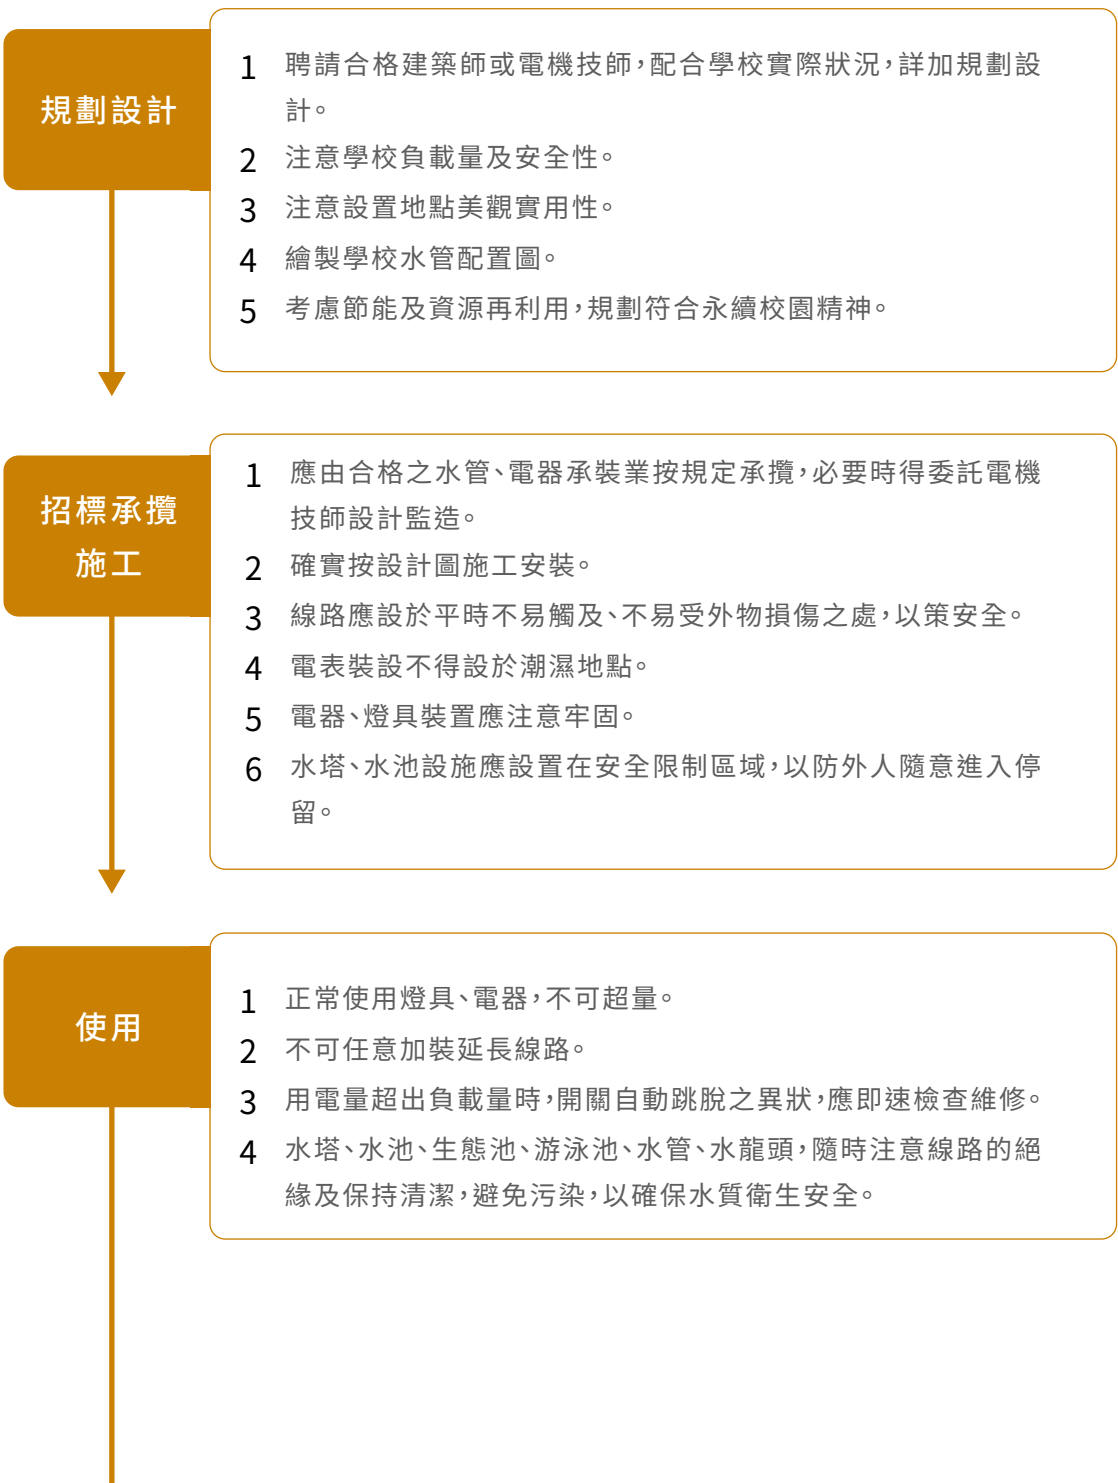 規劃設計
1 聘請合格建築師或電機技師，配合學校實際狀況，詳加規劃設
計。
2 注意學校負載量及安全性。
3 注意設置地點美觀實用性。
4 繪製學校水管配置圖。
5 考慮節能及資源再利用，規劃符合永續校園精神。
招標承攬
施工
1 應由合格之水管、電器承裝業按規定承攬，必要時得委託電機
技師設計監造。
2 確實按設計圖施工安裝。
3 線路應設於平時不易觸及、不易受外物損傷之處，以策安全。
4 電表裝設不得設於潮濕地點。
5 電器、燈具裝置應注意牢固。
6 水塔、水池設施應設置在安全限制區域，以防外人隨意進入停
留。
使用
1 正常使用燈具、電器，不可超量。
2 不可任意加裝延長線路。
3 用電量超出負載量時，開關自動跳脫之異狀，應即速檢查維修。
4 水塔、水池、生態池、游泳池、水管、水龍頭，隨時注意線路的絕
緣及保持清潔，避免污染，以確保水質衛生安全。